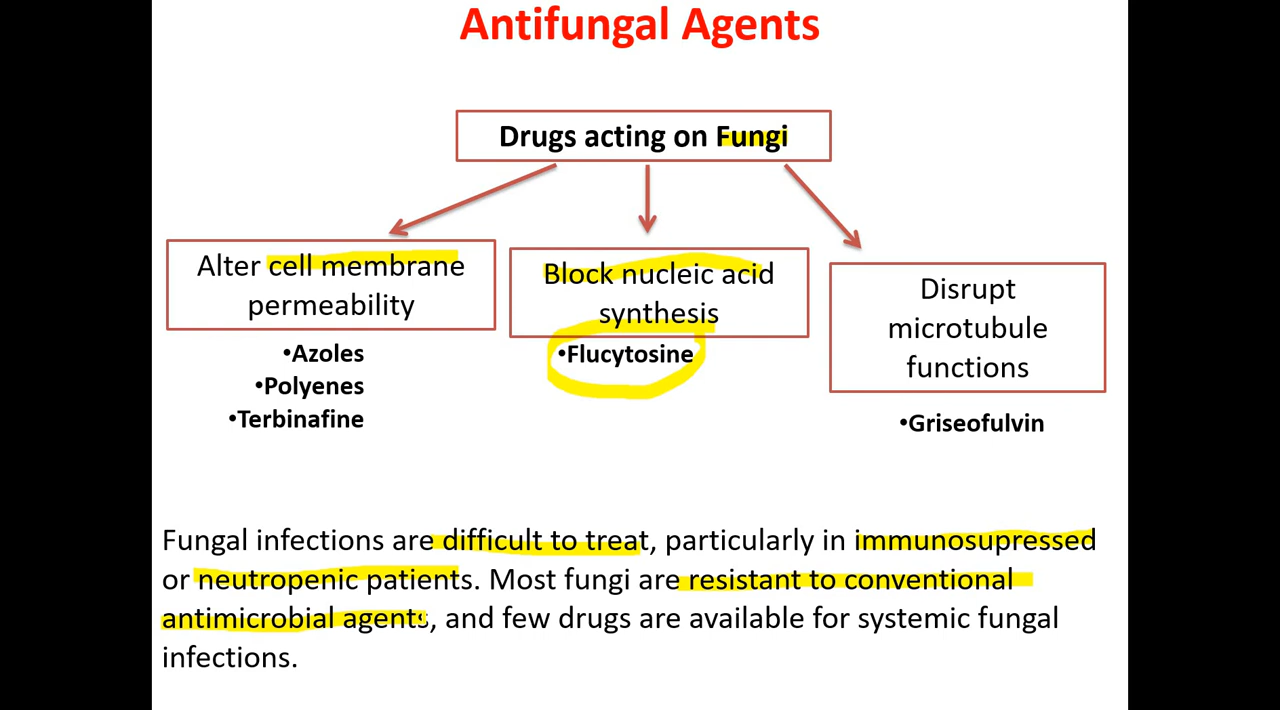 Antifungal Agents
Drugs acting on Fungi
Alter cell membrane
permeability
•Azoles
•Polyenes
•Terbinafine
Block nucleic acid
synthesis
•Flucytosine
Disrupt
microtubule
functions
•Griseofulvin
Fungal infections are difficult to treat, particularly in immunosupressed
or neutropenic patients. Most fungi are resistant to conventional
antimicrobial agents, and few drugs are available for systemic fungal
infections.